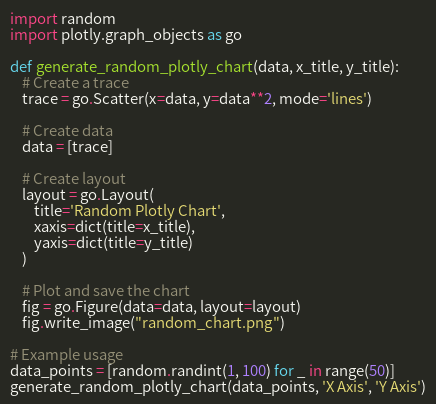 import random
import plotly.graph_objects as go

def generate_random_plotly_chart(data, x_title, y_title):
    # Create a trace
    trace = go.Scatter(x=data, y=data**2, mode='lines')

    # Create data
    data = [trace]

    # Create layout
    layout = go.Layout(
        title='Random Plotly Chart',
        xaxis=dict(title=x_title),
        yaxis=dict(title=y_title)
    )

    # Plot and save the chart
    fig = go.Figure(data=data, layout=layout)
    fig.write_image("random_chart.png")

# Example usage
data_points = [random.randint(1, 100) for _ in range(50)]
generate_random_plotly_chart(data_points, 'X Axis', 'Y Axis')